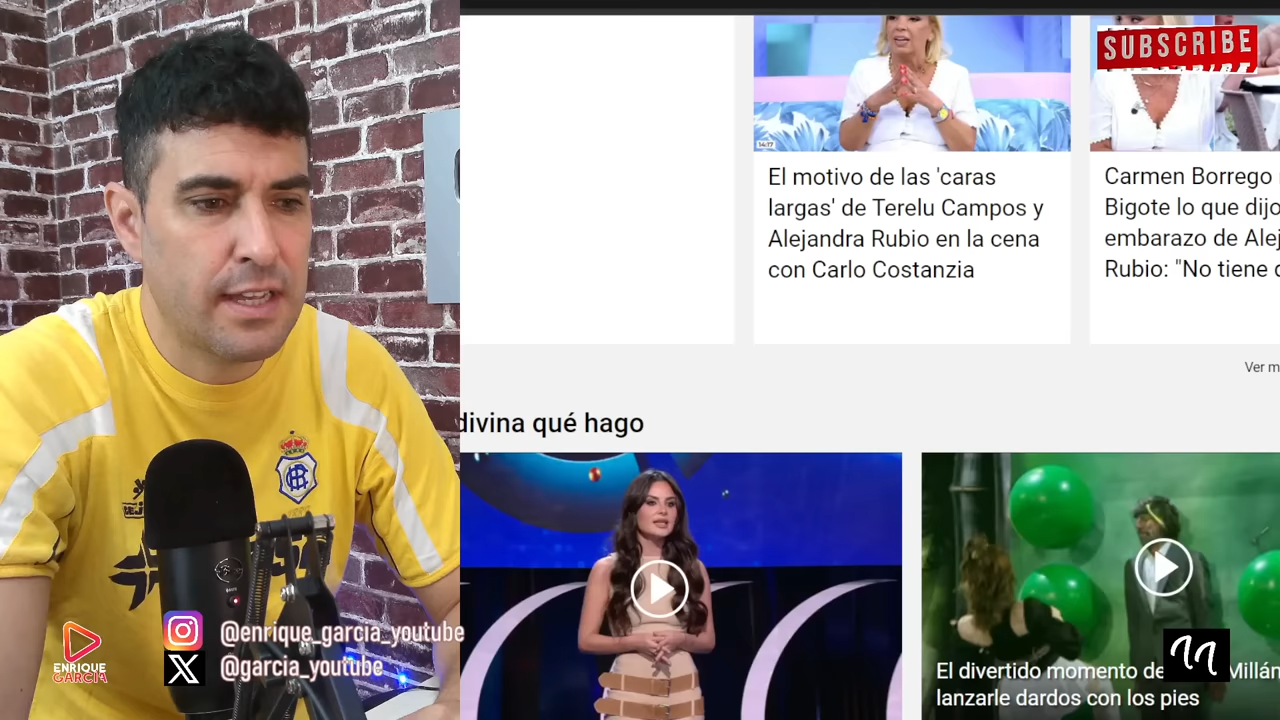 SUBSCRIBE
14:17
El motivo de las 'caras
largas' de Terelu Campos y
Alejandra Rubio en la cena
con Carlo Costanzia
Carmen Borrego
Bigote lo que dijo
embarazo de Alej
Rubio: "No tiene
Ver m
divina qué hago
El divertido momento de Millán
lanzarle dardos con los pies
@enrique_garcia_youtube
@garcia_youtube
ENRIQUE
GARCIA